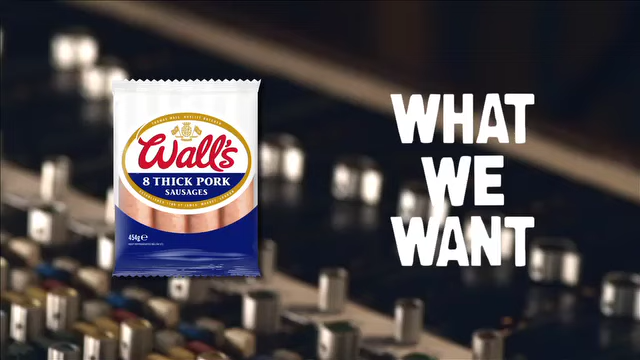 Wall's
8 THICK PORK
SAUSAGES
454g ℮
WHAT
WE
WANT